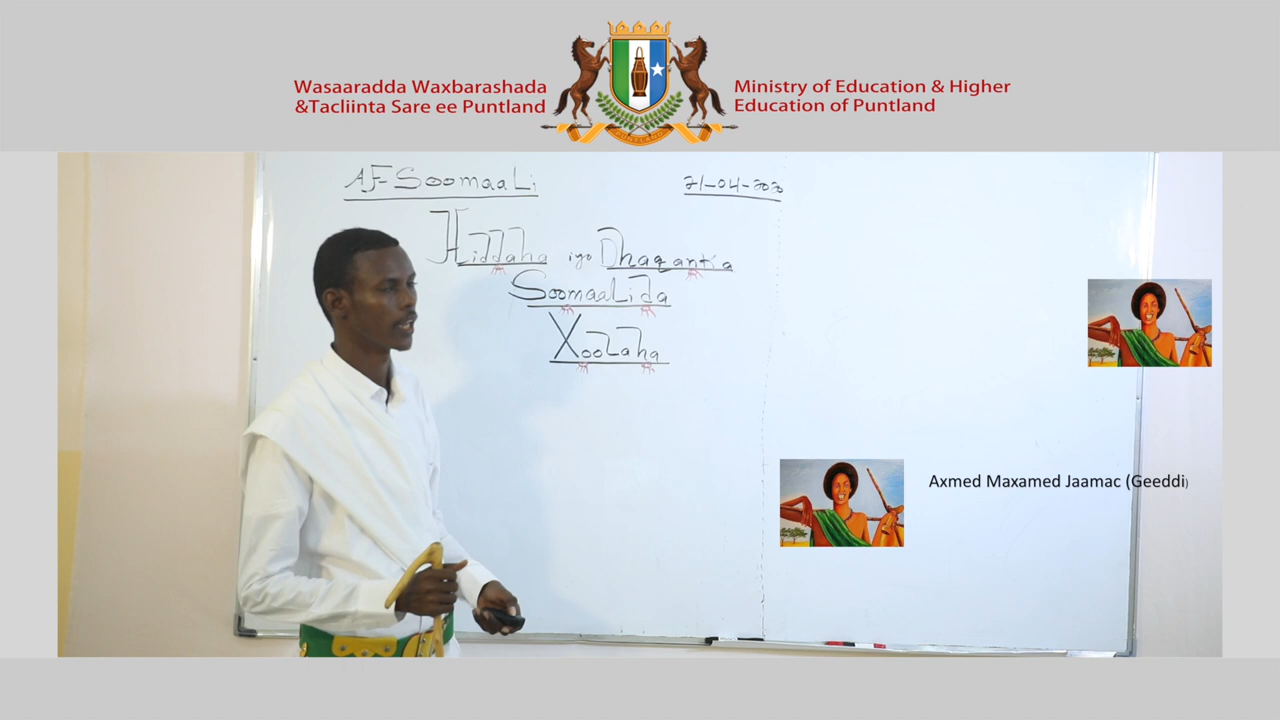 Wasaaradda Waxbarashada
&Tacliinta Sare ee Puntland
Ministry of Education & Higher
Education of Puntland
AF-SoomaaLi
Hiddaha iyo Dhaqanka
SoomaaLida
Xoolaha
Axmed Maxamed Jaamac (Geeddi)